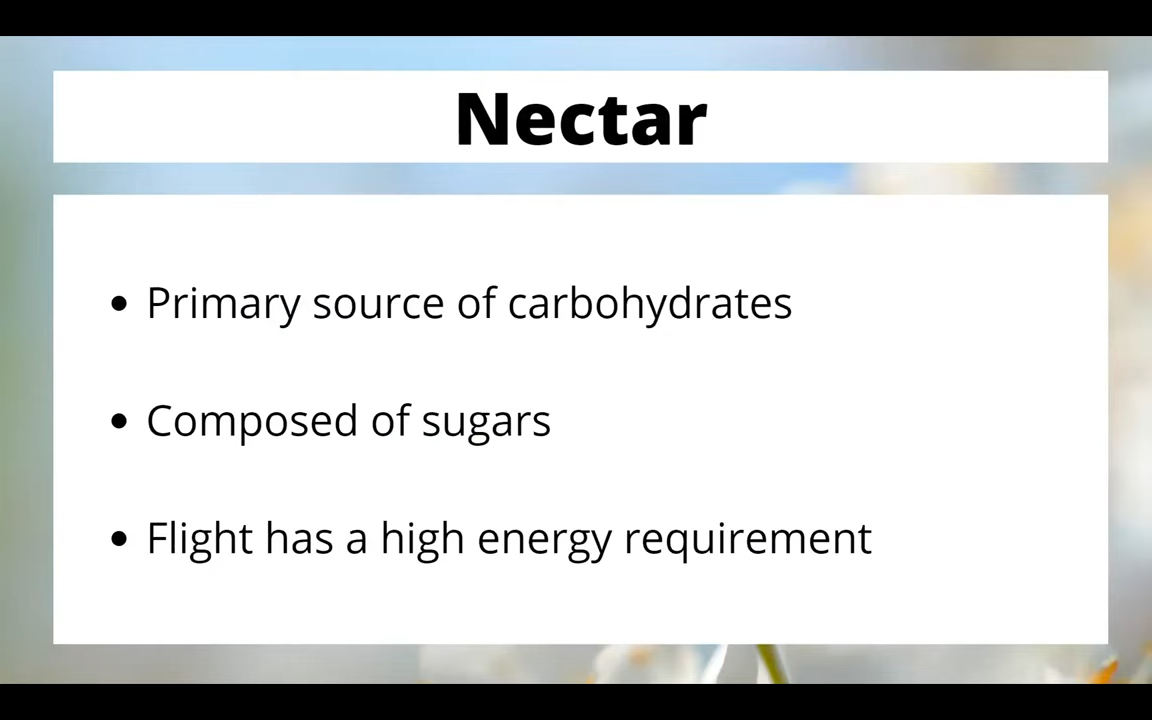 Nectar
• Primary source of carbohydrates
• Composed of sugars
• Flight has a high energy requirement